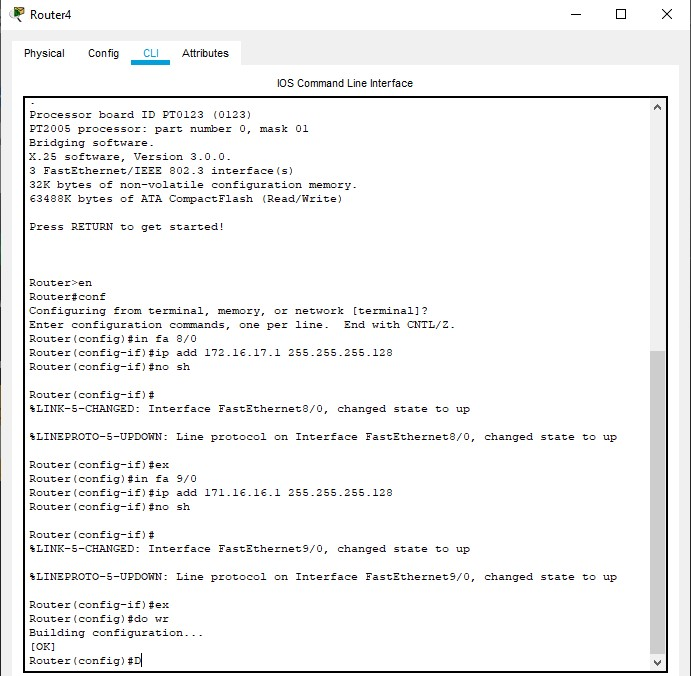 Router4
Physical Config CLI Attributes
IOS Command Line Interface
.
Processor board ID PT0123 (0123)
PT2005 processor: part number 0, mask 01
Bridging software.
X.25 software, Version 3.0.0.
3 FastEthernet/IEEE 802.3 interface(s)
32K bytes of non-volatile configuration memory.
63488K bytes of ATA CompactFlash (Read/Write)
Press RETURN to get started!
Router>en
Router#conf
Configuring from terminal, memory, or network [terminal]?
Enter configuration commands, one per line.  End with CNTL/Z.
Router(config)#in fa 8/0
Router(config-if)#ip add 172.16.17.1 255.255.255.128
Router(config-if)#no sh
Router(config-if)#
%LINK-5-CHANGED: Interface FastEthernet8/0, changed state to up
%LINEPROTO-5-UPDOWN: Line protocol on Interface FastEthernet8/0, changed state to up
Router(config-if)#ex
Router(config)#in fa 9/0
Router(config-if)#ip add 171.16.16.1 255.255.255.128
Router(config-if)#no sh
Router(config-if)#
%LINK-5-CHANGED: Interface FastEthernet9/0, changed state to up
%LINEPROTO-5-UPDOWN: Line protocol on Interface FastEthernet9/0, changed state to up
Router(config-if)#ex
Router(config)#do wr
Building configuration...
[OK]
Router(config)#D